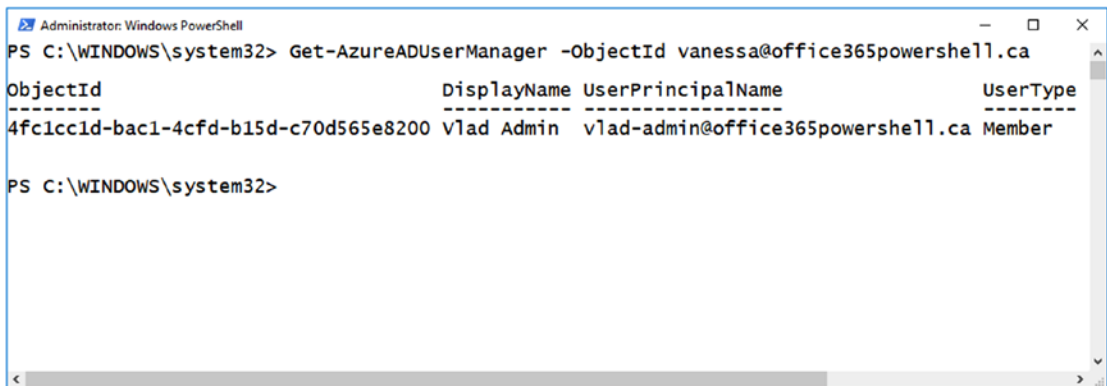 Administrator: Windows PowerShell
PS C:\WINDOWS\system32> Get-AzureADUserManager -ObjectId vanessa@office365powershell.ca
ObjectId DisplayName UserPrincipalName UserType
-------- ----------- ----------------- --------
4fc1cc1d-bac1-4cfd-b15d-c70d565e8200 Vlad Admin vlad-admin@office365powershell.ca Member
PS C:\WINDOWS\system32>